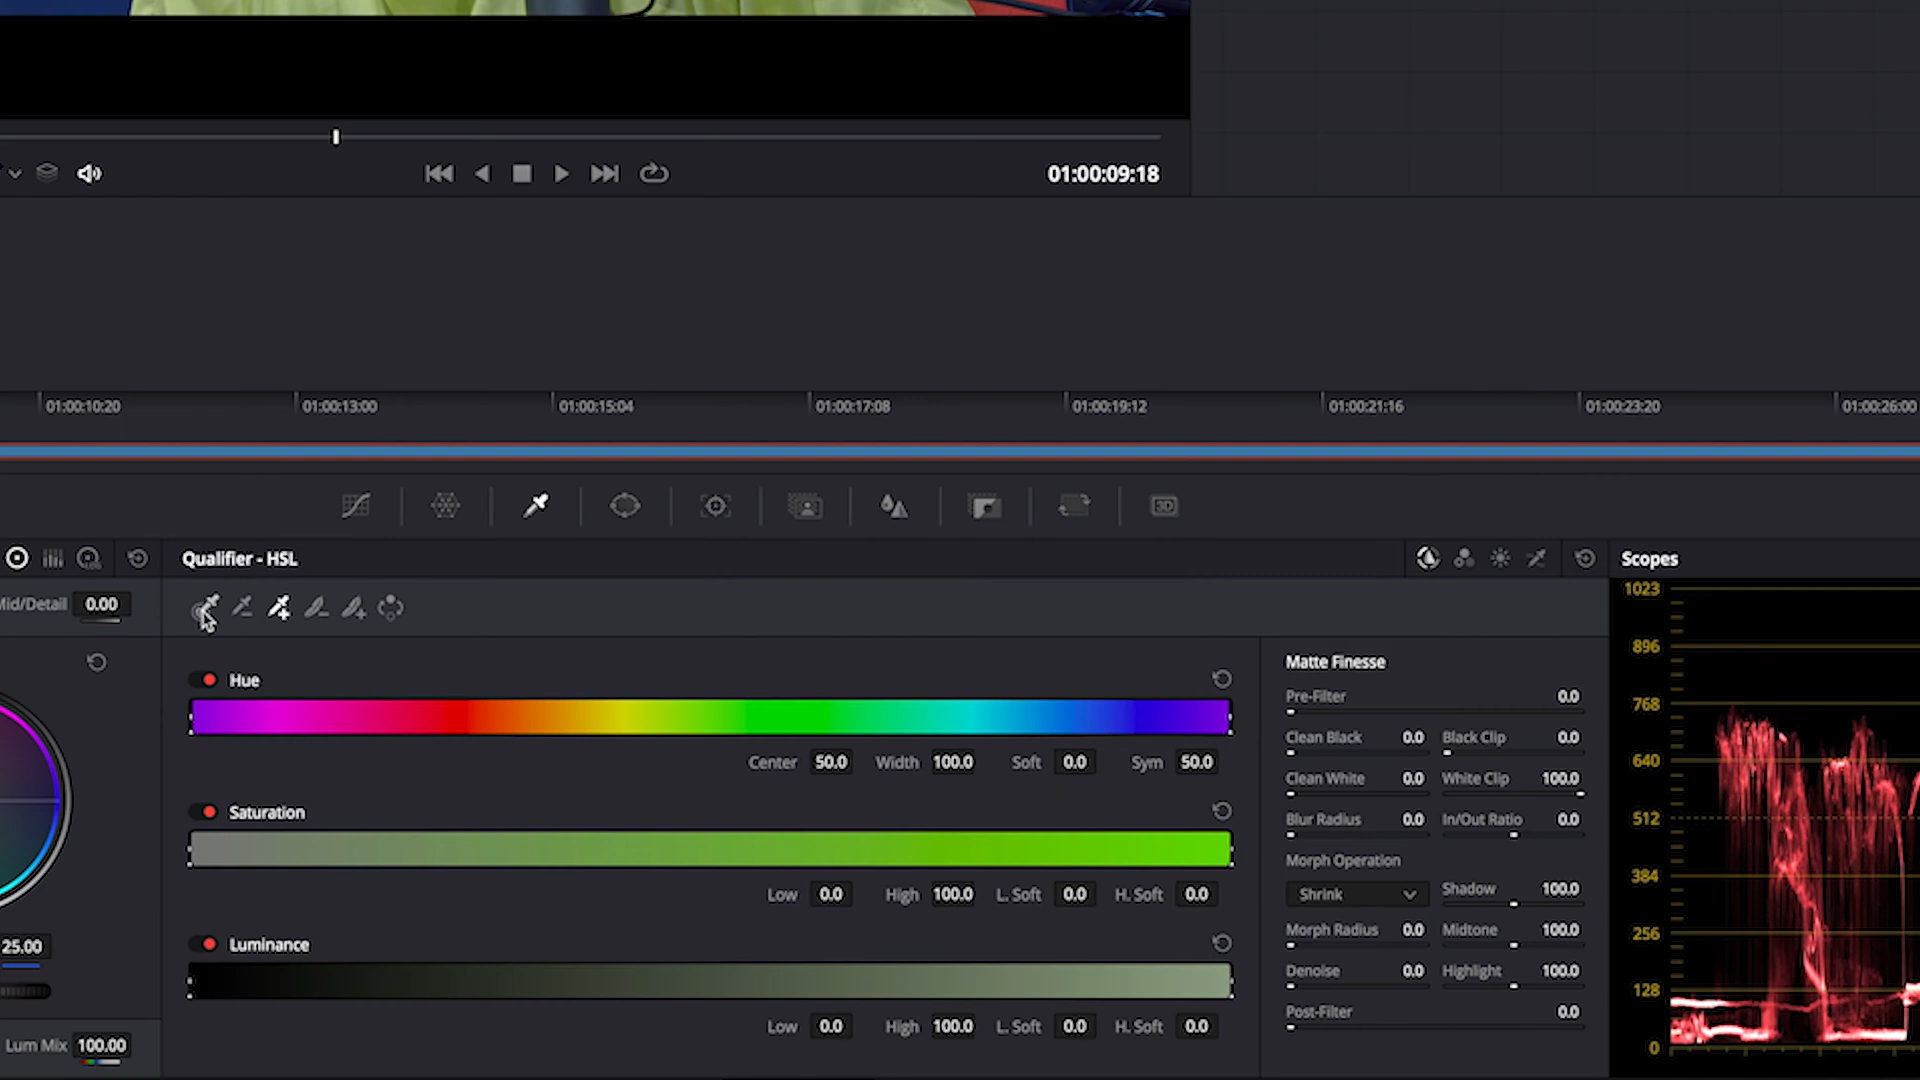 01:00:09:18
01:00:10:20 01:00:13:00 01:00:15:04 01:00:17:08 01:00:19:12 01:00:21:16 01:00:23:20 01:00:26:00
3D
Qualifier - HSL
Scopes
Mid/Detail 0.00
Hue
Center 50.0 Width 100.0 Soft 0.0 Sym 50.0
Saturation
Low 0.0 High 100.0 L. Soft 0.0 H. Soft 0.0
Luminance
Low 0.0 High 100.0 L. Soft 0.0 H. Soft 0.0
25.00
Lum Mix 100.00
Matte Finesse
Pre-Filter 0.0
Clean Black 0.0 Black Clip 0.0
Clean White 0.0 White Clip 100.0
Blur Radius 0.0 In/Out Ratio 0.0
Morph Operation
Shrink Shadow 100.0
Morph Radius 0.0 Midtone 100.0
Denoise 0.0 Highlight 100.0
Post-Filter 0.0
1023
896
768
640
512
384
256
128
0